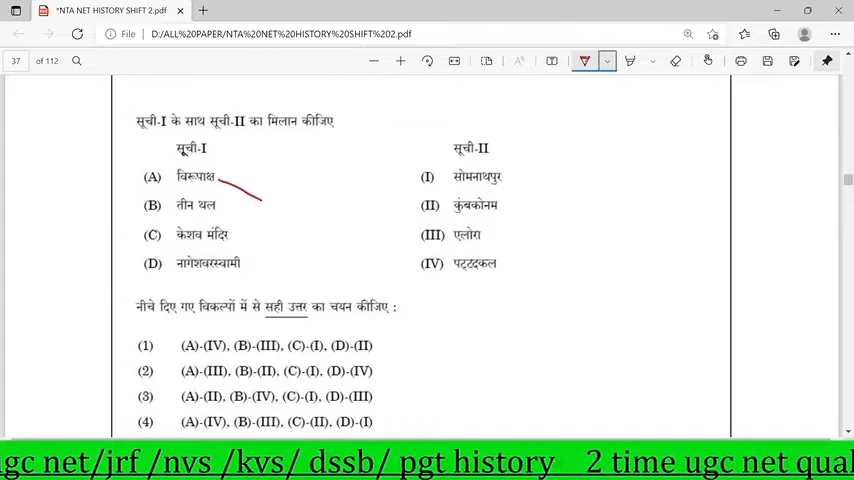 *NTA NET HISTORY SHIFT 2.pdf
File D:/ALL%20PAPER/NTA%20NET%20HISTORY%20SHIFT%202.pdf
37 of 112
सूची-I के साथ सूची-II का मिलान कीजिए
सूची-I सूची-II
(A) विरूपाक्ष (I) सोमनाथपुर
(B) तीन थल (II) कुंबकोनम
(C) केशव मंदिर (III) एलोरा
(D) नागेशवरस्वामी (IV) पट्ठदकल
नीचे दिए गए विकल्पों में से सही उत्तर का चयन कीजिए :
(1) (A)-(IV), (B)-(III), (C)-(I), (D)-(II)
(2) (A)-(III), (B)-(II), (C)-(I), (D)-(IV)
(3) (A)-(II), (B)-(IV), (C)-(I), (D)-(III)
(4) (A)-(IV), (B)-(III), (C)-(II), (D)-(I)
ugc net/jrf /nvs /kvs/ dssb/ pgt history 2 time ugc net qual